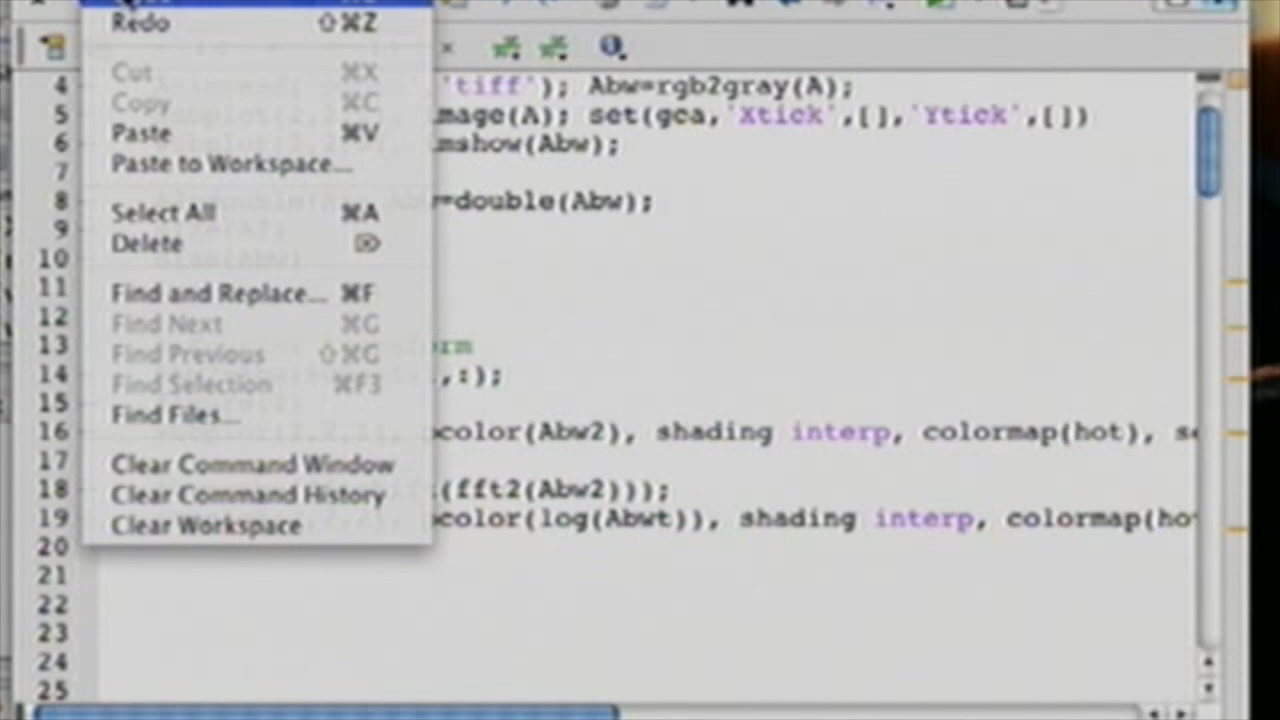 Redo ⇧⌘Z
Cut ⌘X
Copy ⌘C
Paste ⌘V
Paste to Workspace...
Select All ⌘A
Delete ⌦
Find and Replace... ⌘F
Find Next ⌘G
Find Previous ⇧⌘G
Find Selection ⌘F3
Find Files...
Clear Command Window
Clear Command History
Clear Workspace
4 'tiff'); Abw=rgb2gray(A);
5 mage(A); set(gca,'Xtick',[],'Ytick',[])
6 mshow(Abw);
7
8 =double(Abw);
9
10
11
12
13 rm
14 ,:);
15
16 color(Abw2), shading interp, colormap(hot), se
17
18 (fft2(Abw2)));
19 color(log(Abwt)), shading interp, colormap(hot
20
21
22
23
24
25